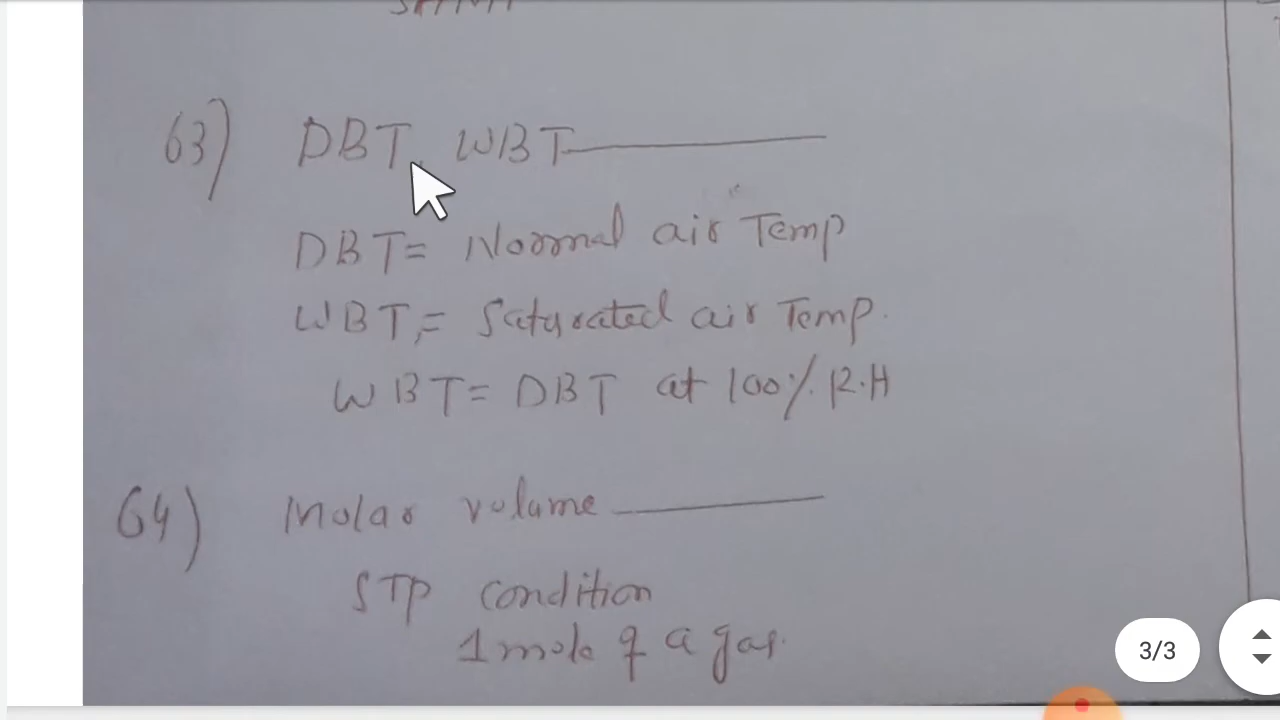 63) DBT, WBT
DBT = Normal air Temp
WBT = Saturated air Temp.
WBT = DBT at 100% R.H
64) Molar volume
STP condition
1 mole of a gas.
3/3